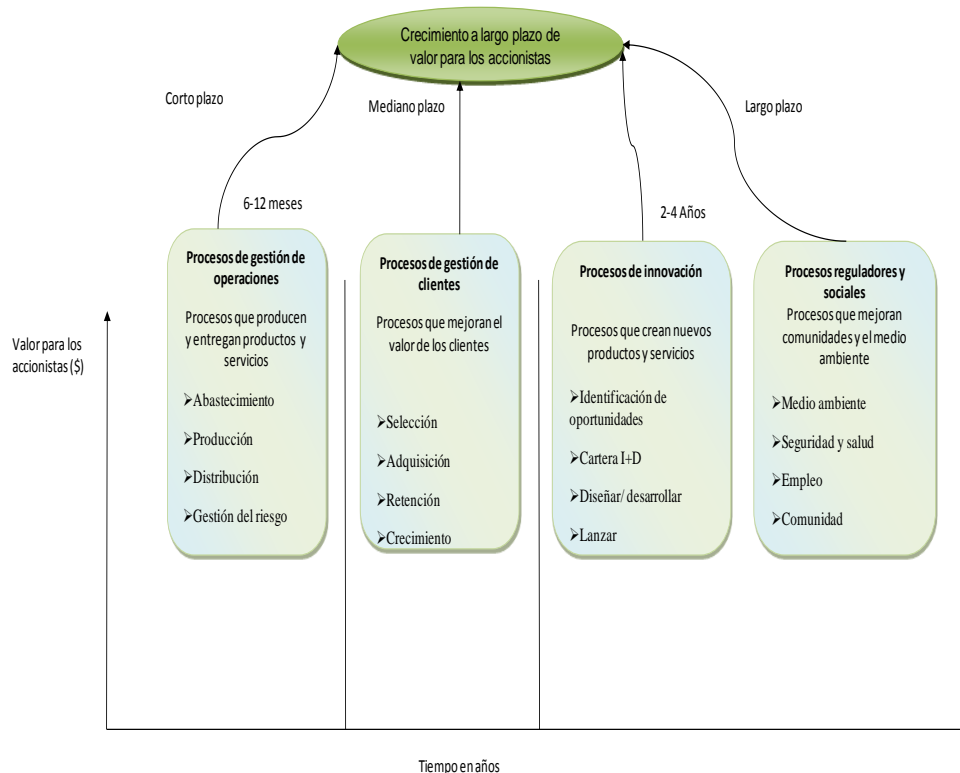 Crecimiento a largo plazo de
valor para los accionistas
Corto plazo
Mediano plazo
Largo plazo
6-12 meses
2-4 Años
Valor para los
accionistas ($)
Procesos de gestión de
operaciones
Procesos que producen
y entregan productos y
servicios
➢Abastecimiento
➢Producción
➢Distribución
➢Gestión del riesgo
Procesos de gestión de
clientes
Procesos que mejoran el
valor de los clientes
➢Selección
➢Adquisición
➢Retención
➢Crecimiento
Procesos de innovación
Procesos que crean nuevos
productos y servicios
➢Identificación de
oportunidades
➢Cartera I+D
➢Diseñar/ desarrollar
➢Lanzar
Procesos reguladores y
sociales
Procesos que mejoran
comunidades y el medio
ambiente
➢Medio ambiente
➢Seguridad y salud
➢Empleo
➢Comunidad
Tiempo en años